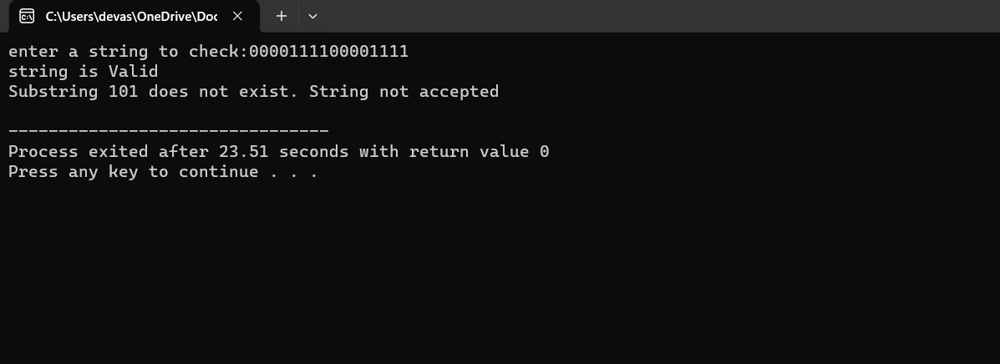 C:\Users\devas\OneDrive\Doc
enter a string to check:0000111100001111
string is Valid
Substring 101 does not exist. String not accepted
--------------------------------
Process exited after 23.51 seconds with return value 0
Press any key to continue . . .